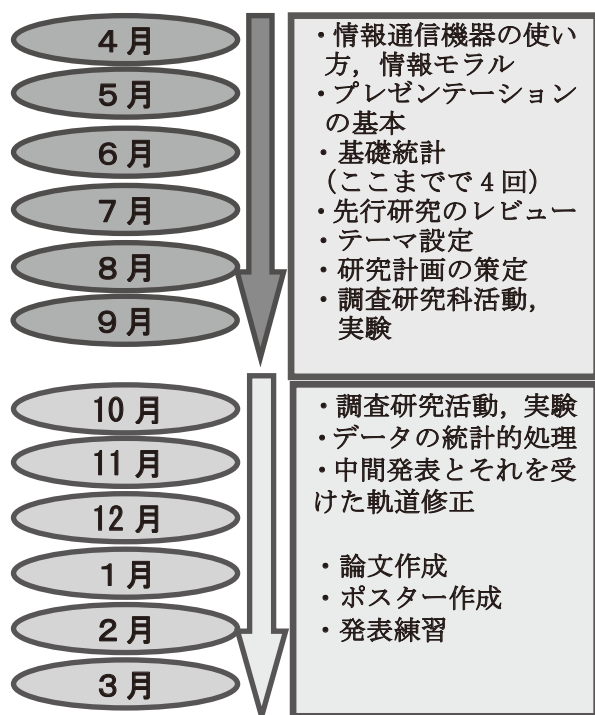 4月
5月
6月
7月
8月
9月
・情報通信機器の使い
方，情報モラル
・プレゼンテーション
の基本
・基礎統計
（ここまでで4回）
・先行研究のレビュー
・テーマ設定
・研究計画の策定
・調査研究科活動，
実験
10月
11月
12月
1月
2月
3月
・調査研究活動，実験
・データの統計的処理
・中間発表とそれを受
けた軌道修正
・論文作成
・ポスター作成
・発表練習